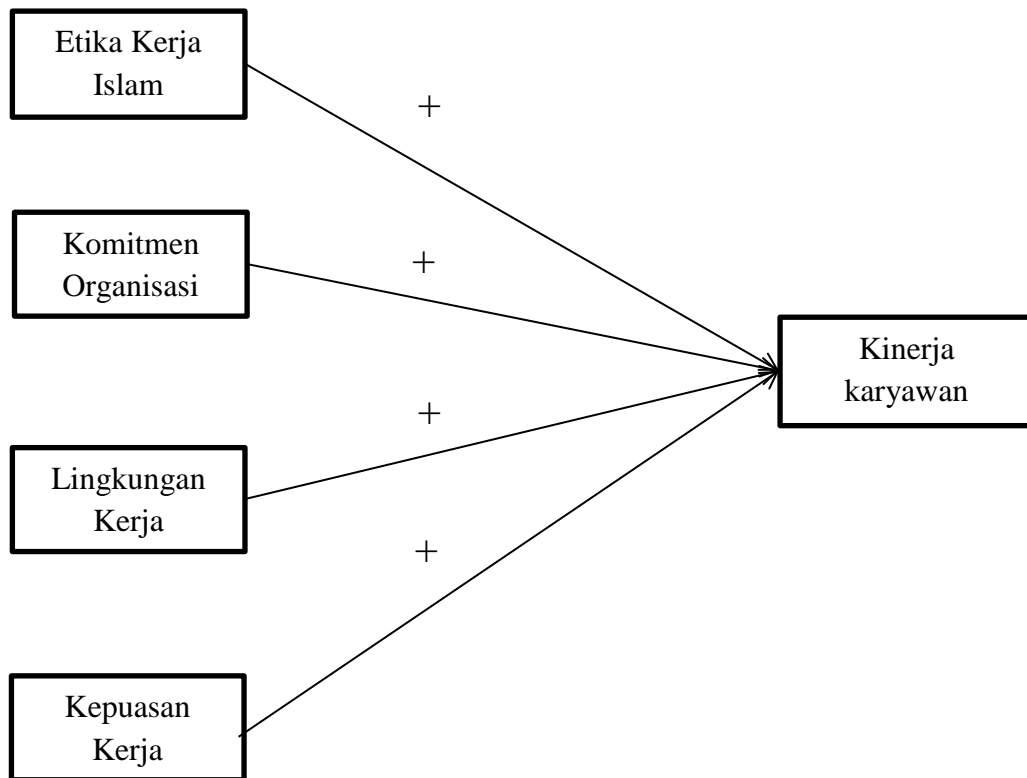 Etika Kerja
Islam
+
Komitmen
Organisasi
+
Kinerja
karyawan
+
Lingkungan
Kerja
+
Kepuasan
Kerja